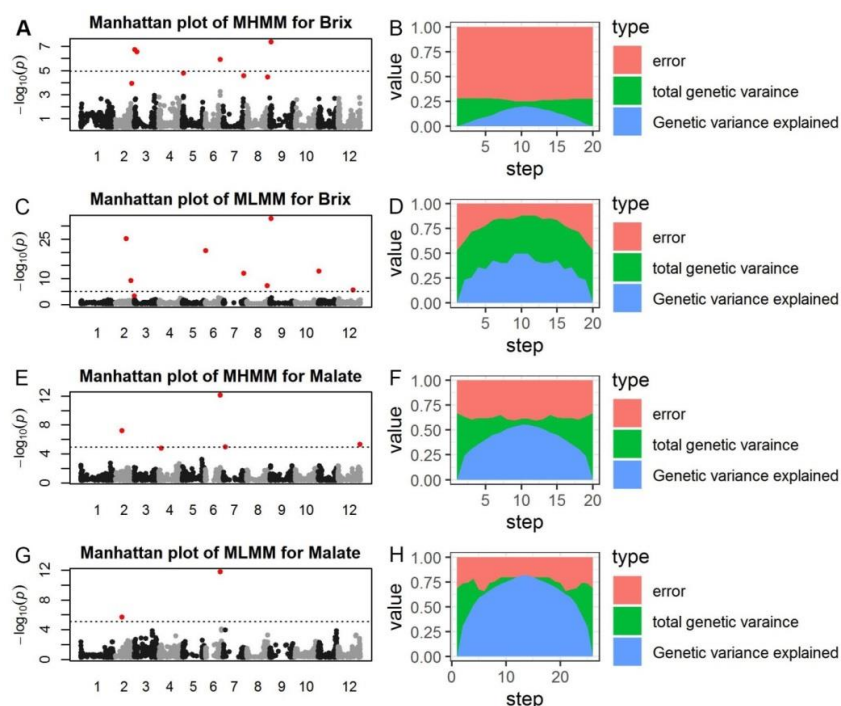 A
Manhattan plot of MHMM for Brix
−log10(p)
7
5
3
1
1 2 3 4 5 6 7 8 9 10 12
B
value
1.00
0.75
0.50
0.25
0.00
5 10 15 20
step
type
error
total genetic varaince
Genetic variance explained
C
Manhattan plot of MLMM for Brix
−log10(p)
25
10
0
1 2 3 4 5 6 7 8 9 10 12
D
value
1.00
0.75
0.50
0.25
0.00
5 10 15 20
step
type
error
total genetic varaince
Genetic variance explained
E
Manhattan plot of MHMM for Malate
−log10(p)
12
8
4
0
1 2 3 4 5 6 7 8 9 10 12
F
value
1.00
0.75
0.50
0.25
0.00
5 10 15 20
step
type
error
total genetic varaince
Genetic variance explained
G
Manhattan plot of MLMM for Malate
−log10(p)
12
8
4
0
1 2 3 4 5 6 7 8 9 10 12
H
value
1.00
0.75
0.50
0.25
0.00
0 10 20
step
type
error
total genetic varaince
Genetic variance explained